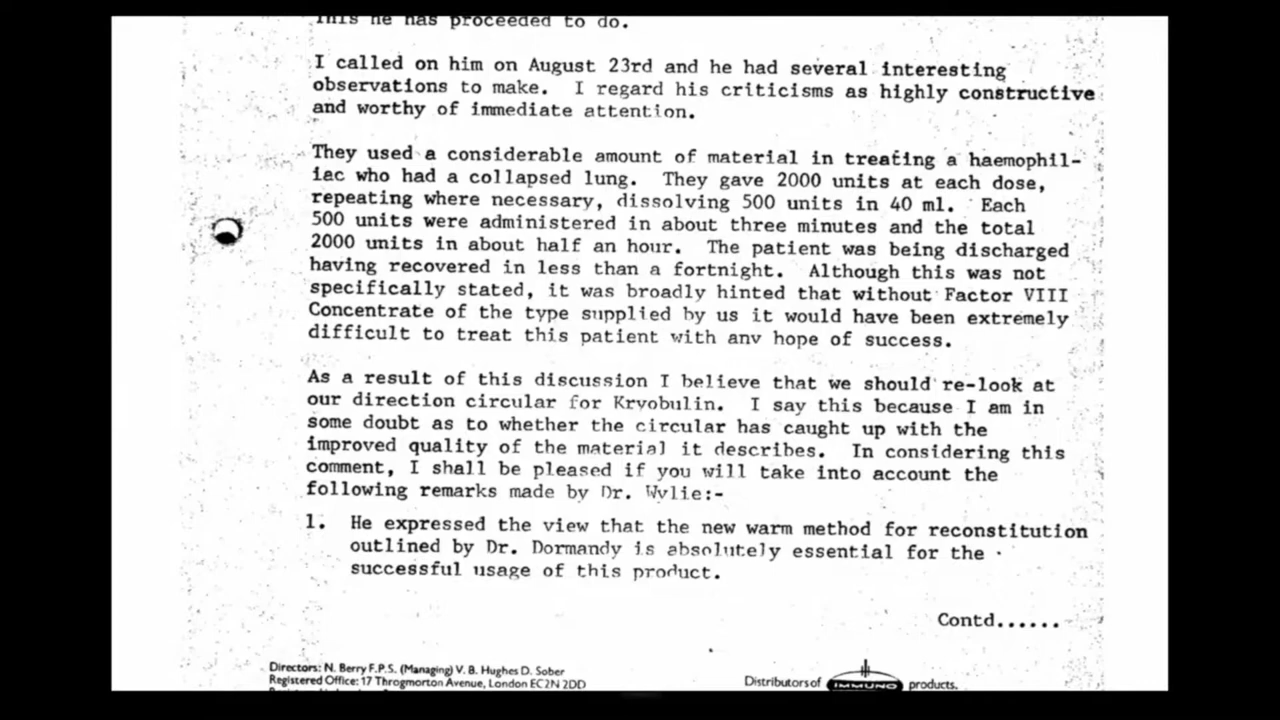 This he has proceeded to do.
I called on him on August 23rd and he had several interesting
observations to make. I regard his criticisms as highly constructive
and worthy of immediate attention.
They used a considerable amount of material in treating a haemophil-
iac who had a collapsed lung. They gave 2000 units at each dose,
repeating where necessary, dissolving 500 units in 40 ml. Each
500 units were administered in about three minutes and the total
2000 units in about half an hour. The patient was being discharged
having recovered in less than a fortnight. Although this was not
specifically stated, it was broadly hinted that without Factor VIII
Concentrate of the type supplied by us it would have been extremely
difficult to treat this patient with any hope of success.
As a result of this discussion I believe that we should re-look at
our direction circular for Kryobulin. I say this because I am in
some doubt as to whether the circular has caught up with the
improved quality of the material it describes. In considering this
comment, I shall be pleased if you will take into account the
following remarks made by Dr. Wylie:-
1. He expressed the view that the new warm method for reconstitution
outlined by Dr. Dormandy is absolutely essential for the
successful usage of this product.
Contd......
Directors: N. Berry F.P.S. (Managing) V. B. Hughes D. Sober
Registered Office: 17 Throgmorton Avenue, London EC2N 2DD
Distributors of IMMUNO products.